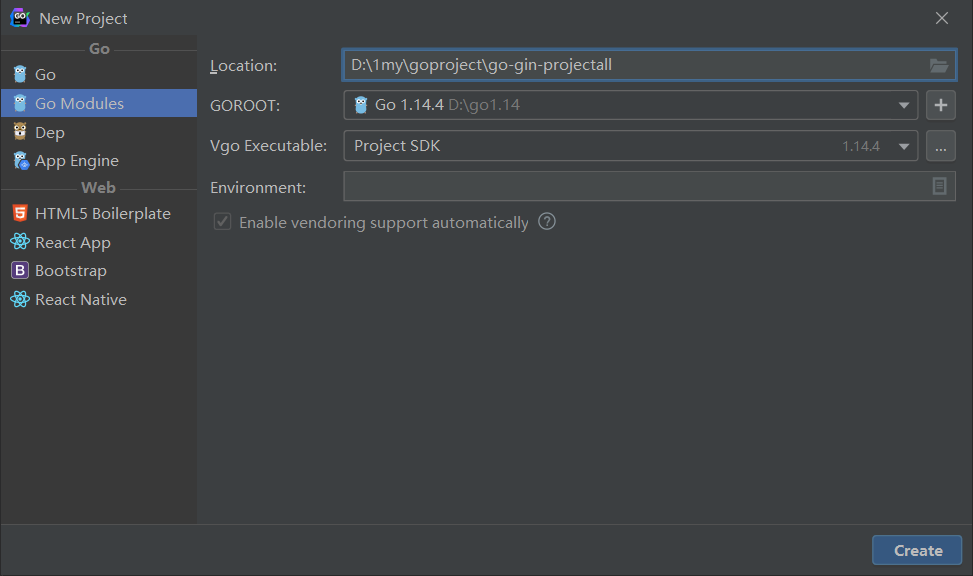 New Project
Go
Go
Go Modules
Dep
App Engine
Web
HTML5 Boilerplate
React App
Bootstrap
React Native
Location: D:\1my\goproject\go-gin-projectall
GOROOT: Go 1.14.4 D:\go1.14
Vgo Executable: Project SDK 1.14.4 ...
Environment:
Enable vendoring support automatically ?
Create